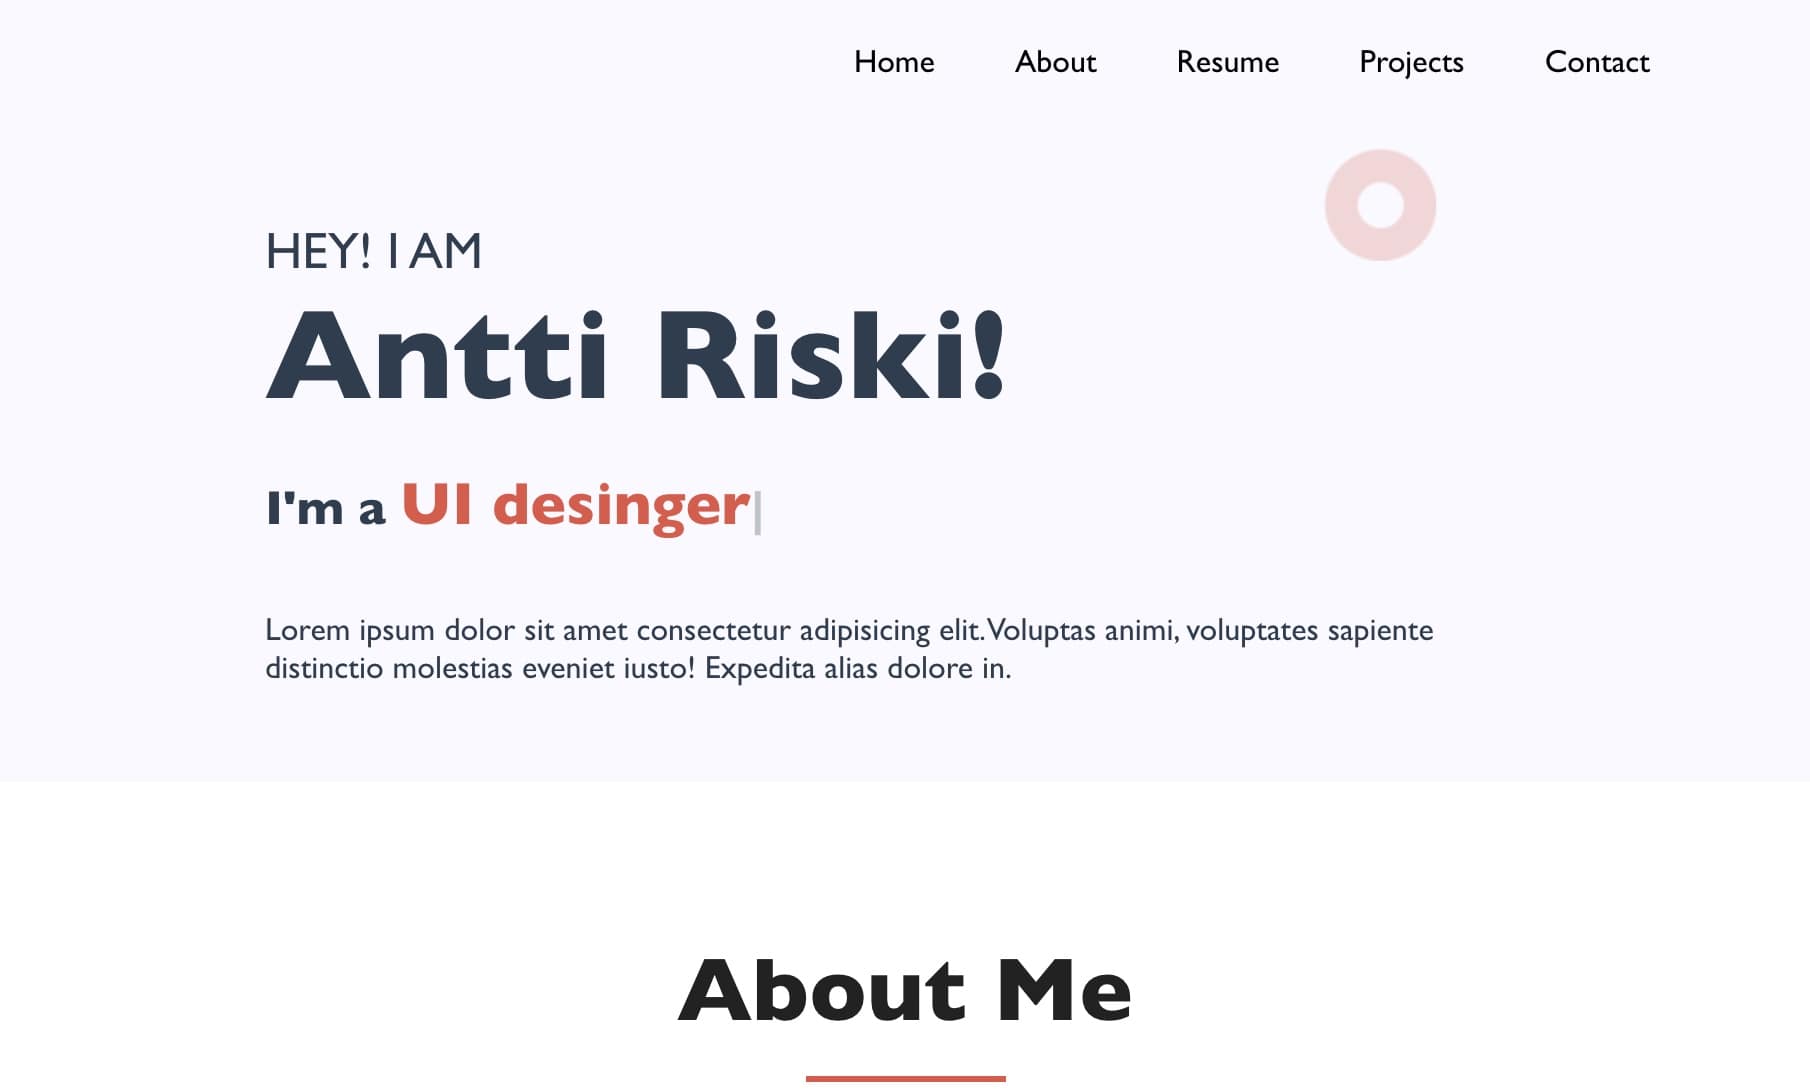 Home About Resume Projects Contact
HEY! I AM
Antti Riski!
I'm a UI desinger|
Lorem ipsum dolor sit amet consectetur adipisicing elit. Voluptas animi, voluptates sapiente
distinctio molestias eveniet iusto! Expedita alias dolore in.
About Me